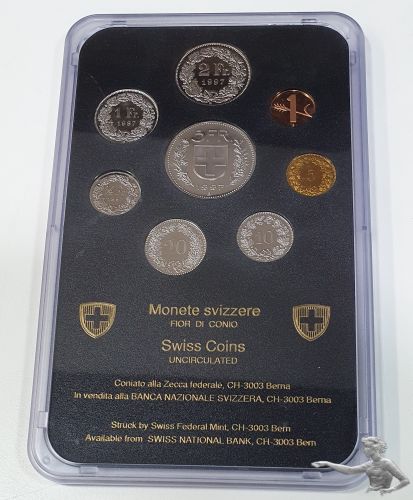 2 Fr.
1987
1 Fr.
1987
5 FR.
1
5
20
10
Monete svizzere
FIOR DI CONIO
Swiss Coins
UNCIRCULATED
Coniato alla Zecca federale, CH-3003 Berna
In vendita alla BANCA NAZIONALE SVIZZERA, CH-3003 Berna
Struck by Swiss Federal Mint, CH-3003 Bern
Available from SWISS NATIONAL BANK, CH-3003 Bern